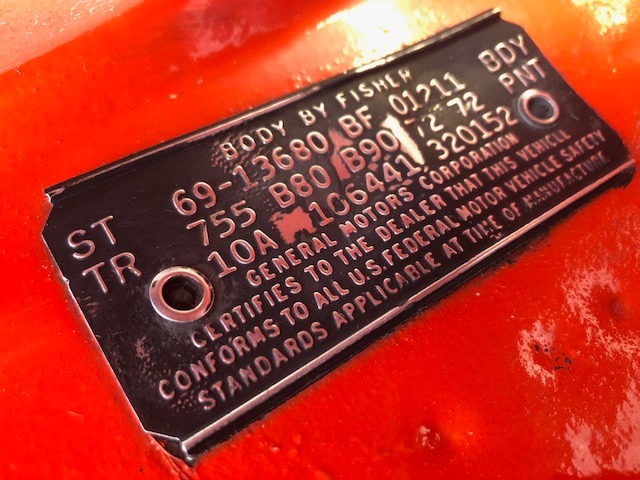 BODY BY FISHER
ST 69-13680 BF 01211 BDY
TR 755 B80 B90 72 72 PNT
10A 106441 320152
GENERAL MOTORS CORPORATION
CERTIFIES TO THE DEALER THAT THIS VEHICLE
CONFORMS TO ALL U.S. FEDERAL MOTOR VEHICLE SAFETY
STANDARDS APPLICABLE AT TIME OF MANUFACTURE